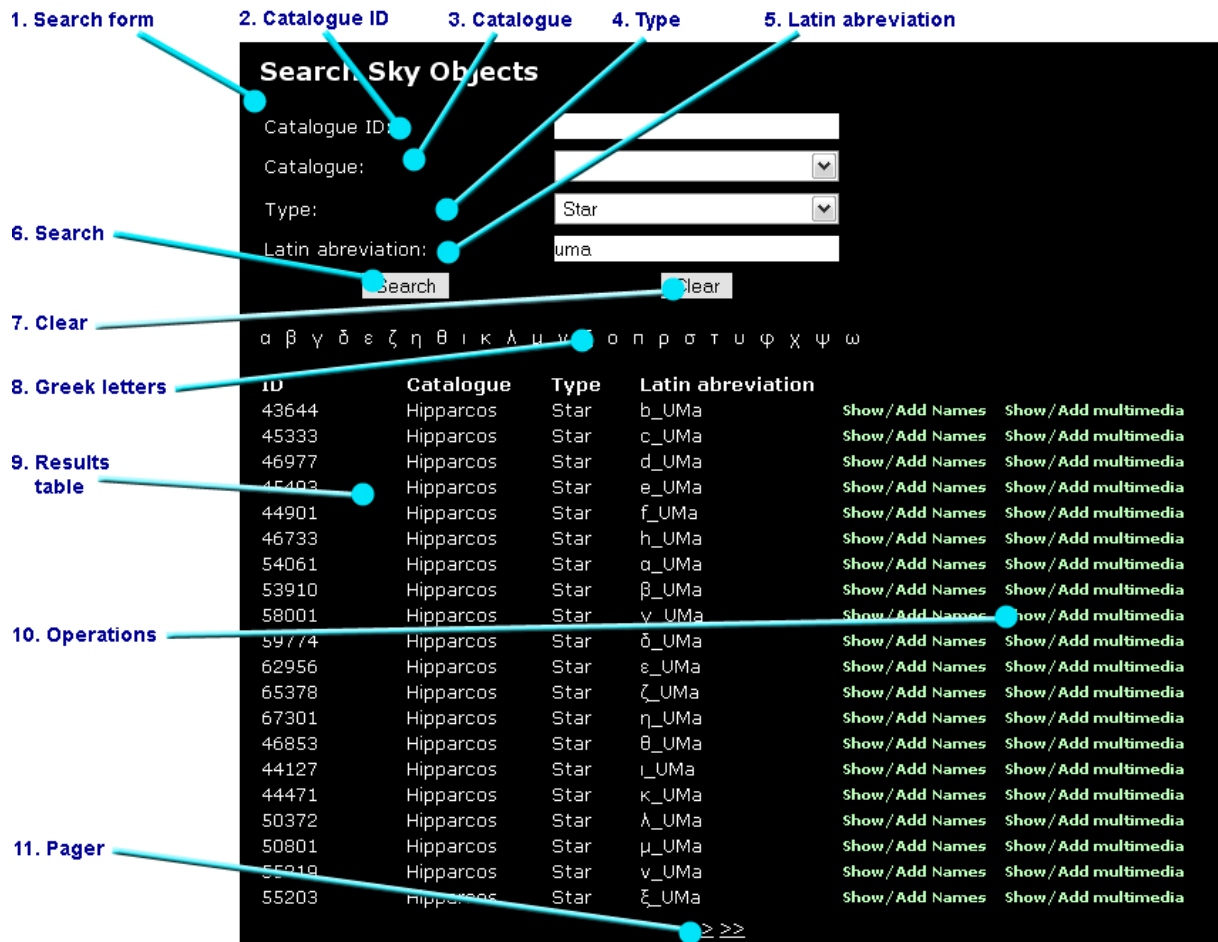 1. Search form 2. Catalogue ID 3. Catalogue 4. Type 5. Latin abreviation
Search Sky Objects
Catalogue ID:
Catalogue:
Type: Star
6. Search
Latin abreviation: uma
Search Clear
7. Clear
α β γ δ ε ζ η θ ι κ λ μ ν ξ ο π ρ σ τ υ φ χ ψ ω
8. Greek letters
ID Catalogue Type Latin abreviation
43644 Hipparcos Star b_UMa Show/Add Names Show/Add multimedia
45333 Hipparcos Star c_UMa Show/Add Names Show/Add multimedia
9. Results table
46977 Hipparcos Star d_UMa Show/Add Names Show/Add multimedia
Hipparcos Star e_UMa Show/Add Names Show/Add multimedia
44901 Hipparcos Star f_UMa Show/Add Names Show/Add multimedia
46733 Hipparcos Star h_UMa Show/Add Names Show/Add multimedia
54061 Hipparcos Star α_UMa Show/Add Names Show/Add multimedia
53910 Hipparcos Star β_UMa Show/Add Names Show/Add multimedia
58001 Hipparcos Star γ_UMa Show/Add Names Show/Add multimedia
10. Operations
59774 Hipparcos Star δ_UMa Show/Add Names Show/Add multimedia
62956 Hipparcos Star ε_UMa Show/Add Names Show/Add multimedia
65378 Hipparcos Star ζ_UMa Show/Add Names Show/Add multimedia
67301 Hipparcos Star η_UMa Show/Add Names Show/Add multimedia
46853 Hipparcos Star θ_UMa Show/Add Names Show/Add multimedia
44127 Hipparcos Star ι_UMa Show/Add Names Show/Add multimedia
44471 Hipparcos Star κ_UMa Show/Add Names Show/Add multimedia
50372 Hipparcos Star λ_UMa Show/Add Names Show/Add multimedia
11. Pager
50801 Hipparcos Star μ_UMa Show/Add Names Show/Add multimedia
55219 Hipparcos Star ν_UMa Show/Add Names Show/Add multimedia
55203 Hipparcos Star ξ_UMa Show/Add Names Show/Add multimedia
> >>